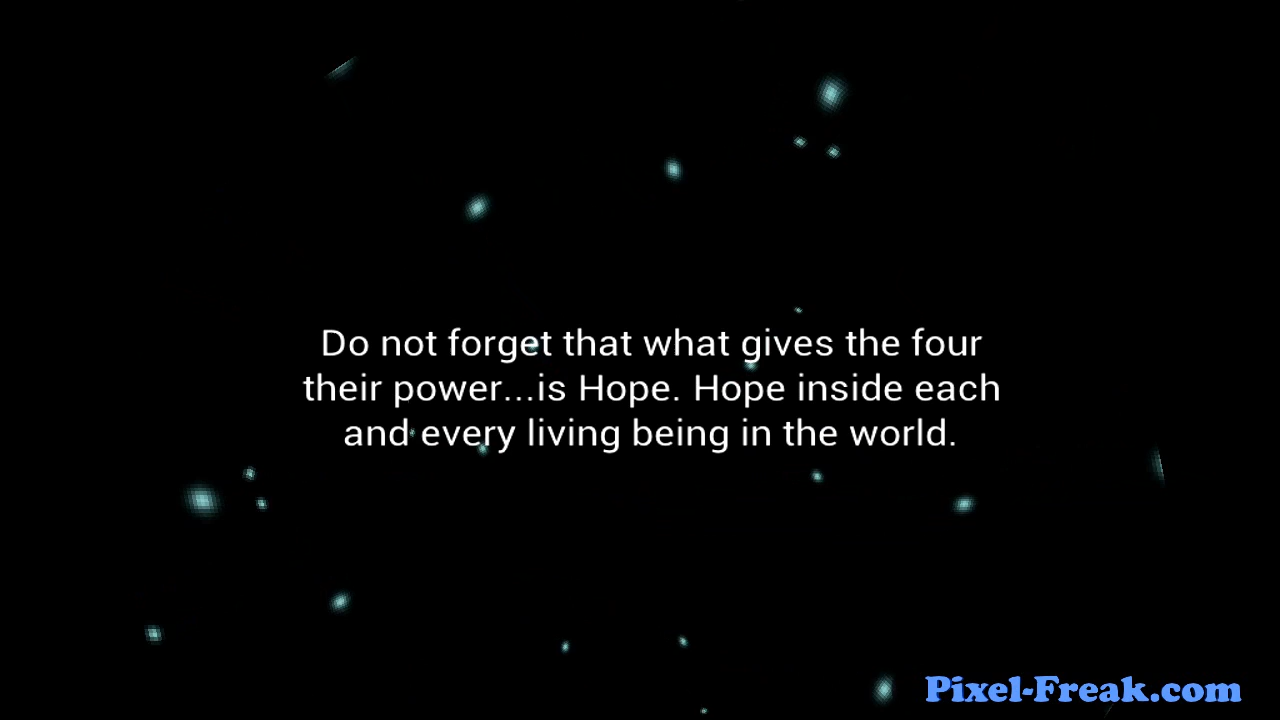 Do not forget that what gives the four
their power...is Hope. Hope inside each
and every living being in the world.
Pixel-Freak.com